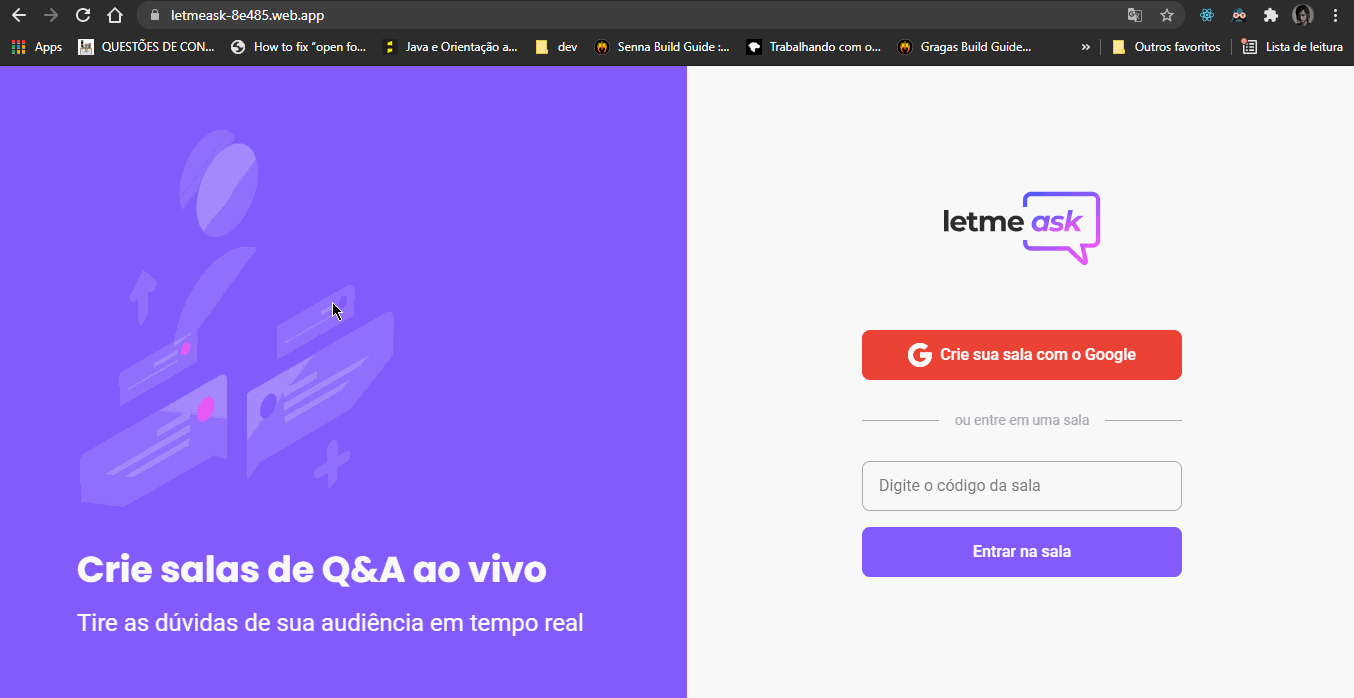 letmeask-8e485.web.app
Apps
QUESTÕES DE CON...
How to fix "open fo...
Java e Orientação a...
dev
Senna Build Guide :...
Trabalhando com o...
Gragas Build Guide...
»
Outros favoritos
Lista de leitura
letme ask
Crie sua sala com o Google
ou entre em uma sala
Digite o código da sala
Entrar na sala
Crie salas de Q&A ao vivo
Tire as dúvidas de sua audiência em tempo real